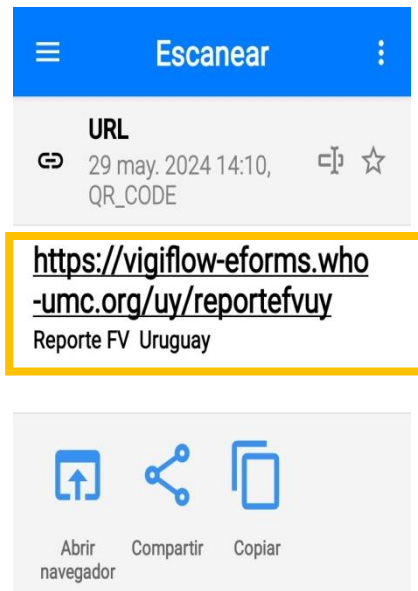 Escanear
URL
29 may. 2024 14:10,
QR_CODE
https://vigiflow-eforms.who
-umc.org/uy/reportefvuy
Reporte FV Uruguay
Abrir
navegador
Compartir
Copiar